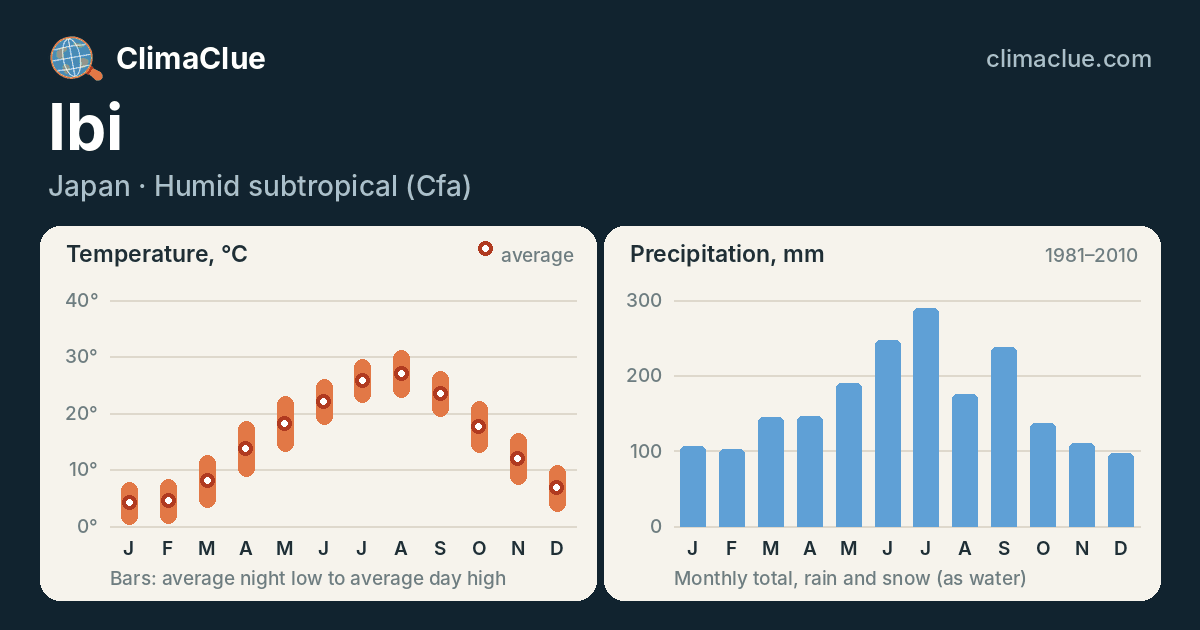 ClimaClue
climaclue.com
Ibi
Japan · Humid subtropical (Cfa)
Temperature, °C
average
40°
30°
20°
10°
0°
J F M A M J J A S O N D
Bars: average night low to average day high
Precipitation, mm
1981–2010
300
200
100
0
J F M A M J J A S O N D
Monthly total, rain and snow (as water)